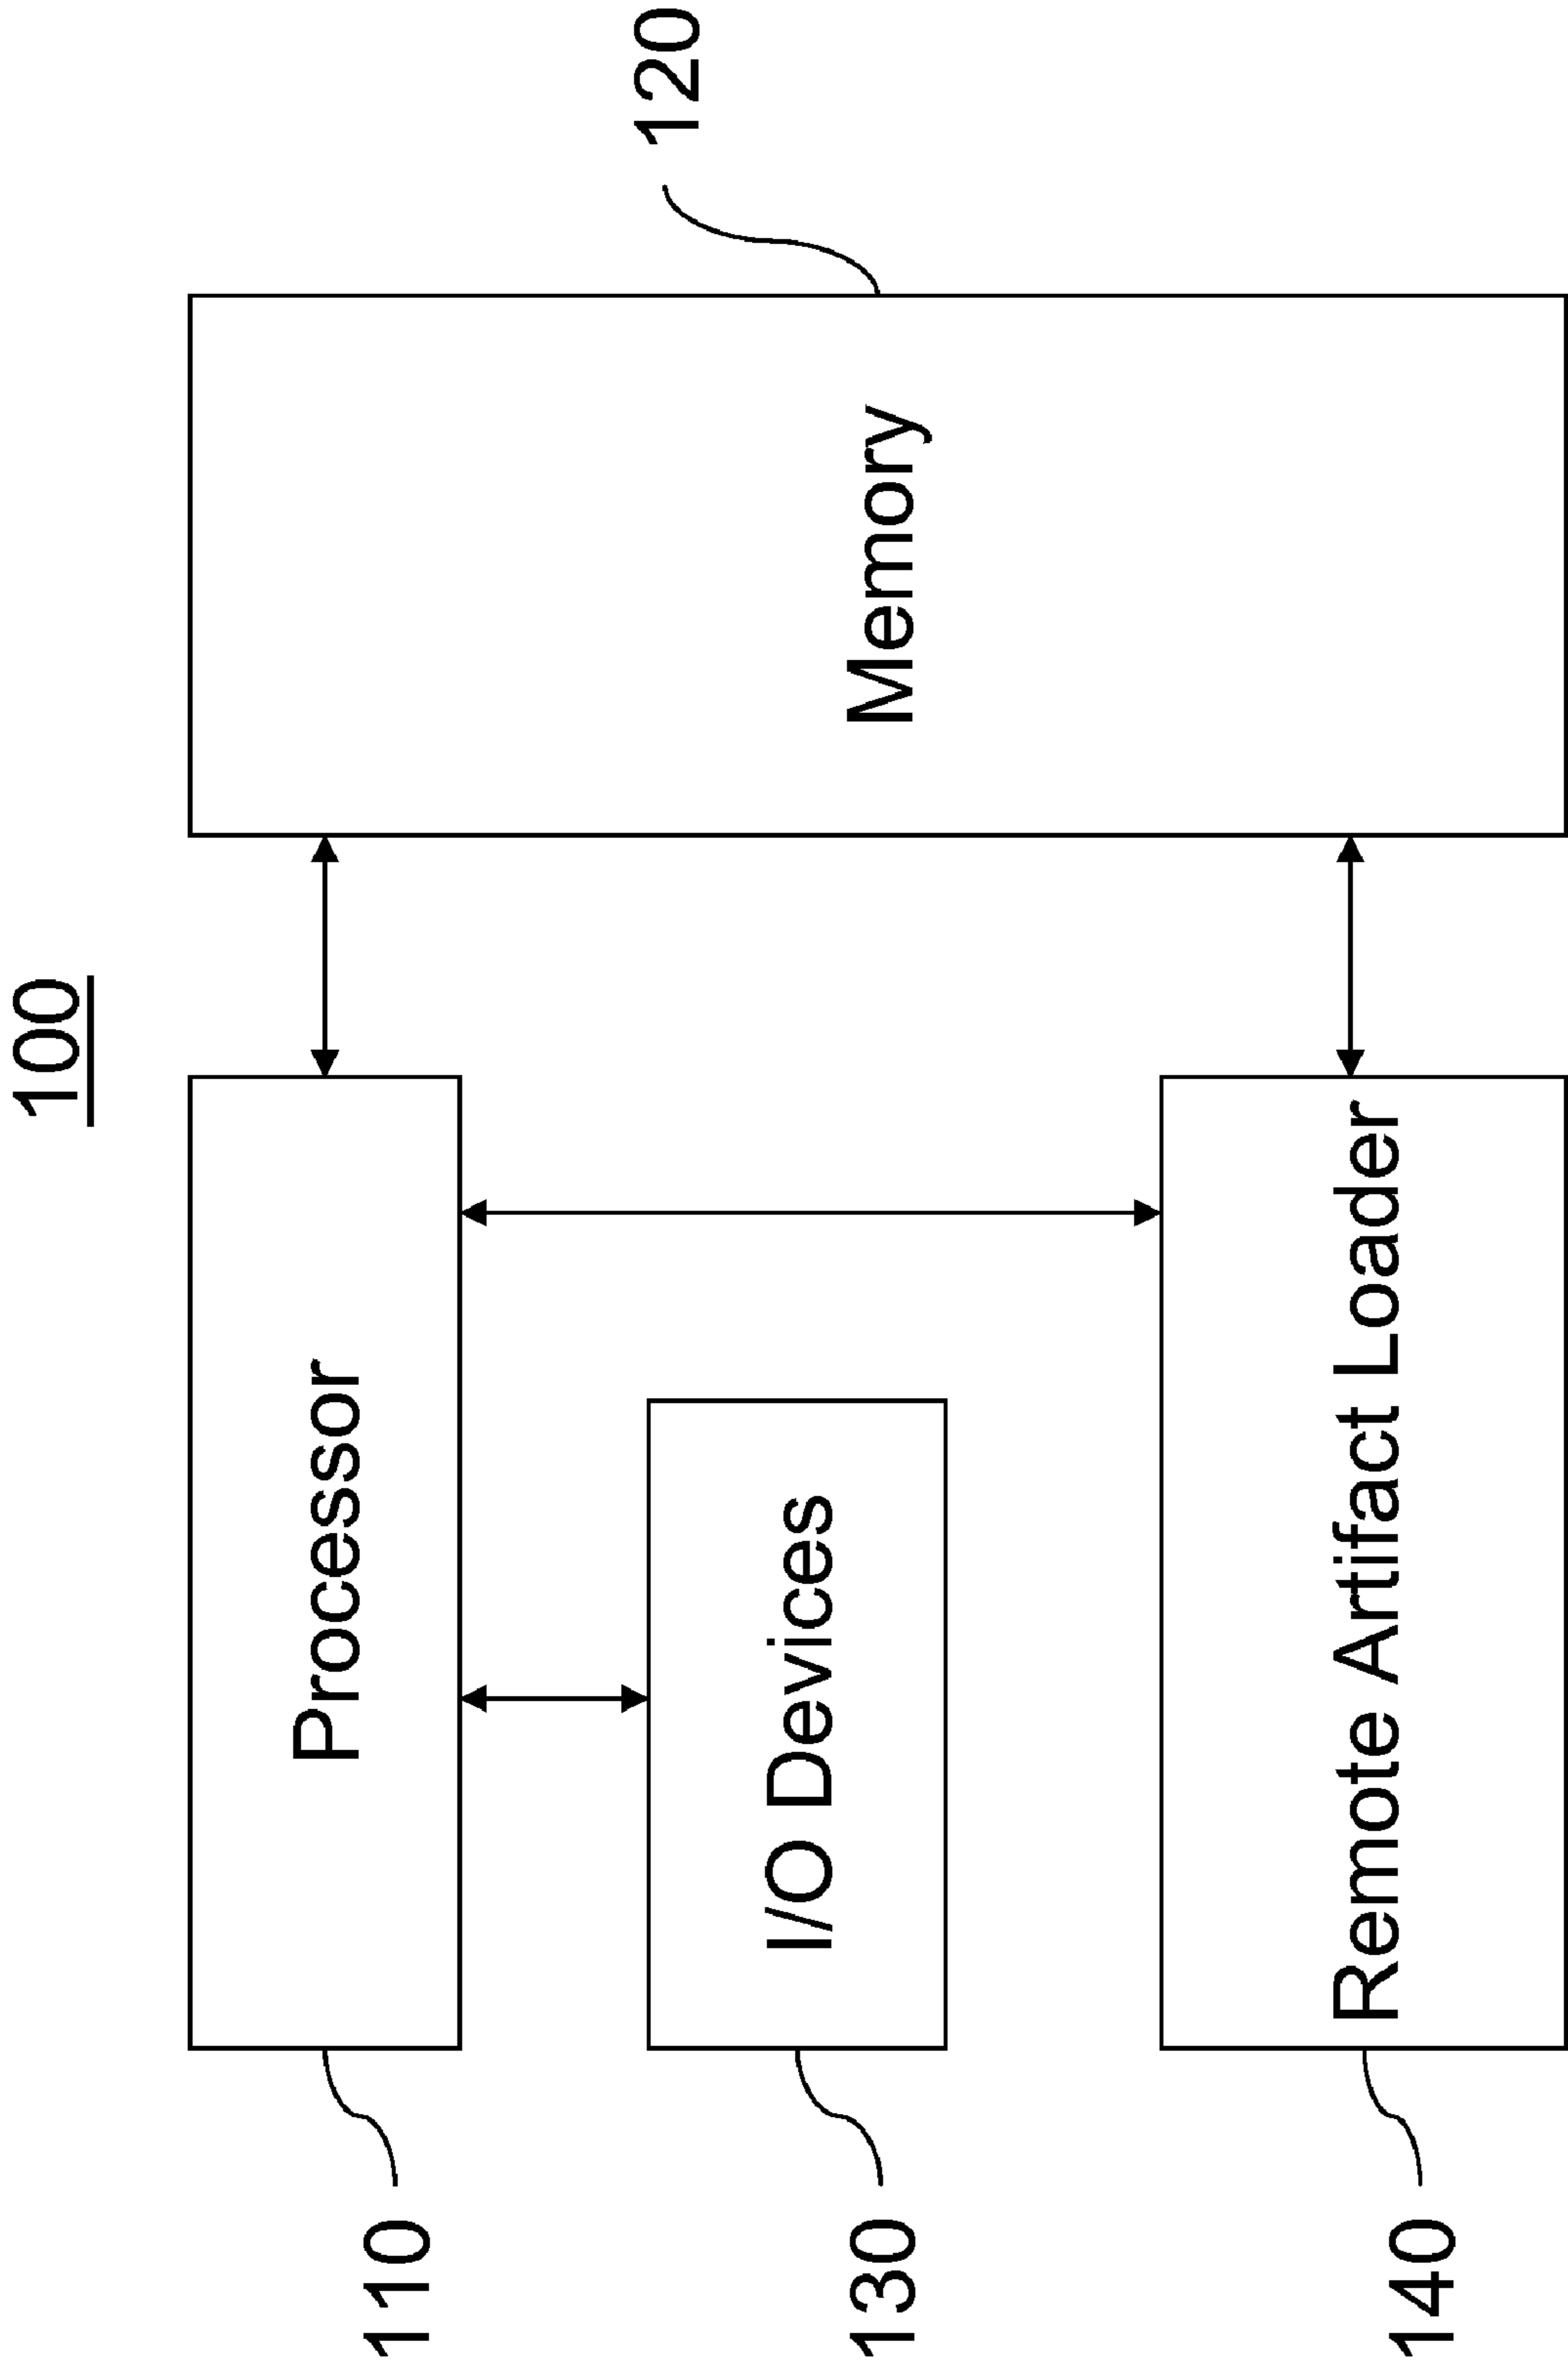 100
110
Processor
Memory
120
130
I/O Devices
140
Remote Artifact Loader